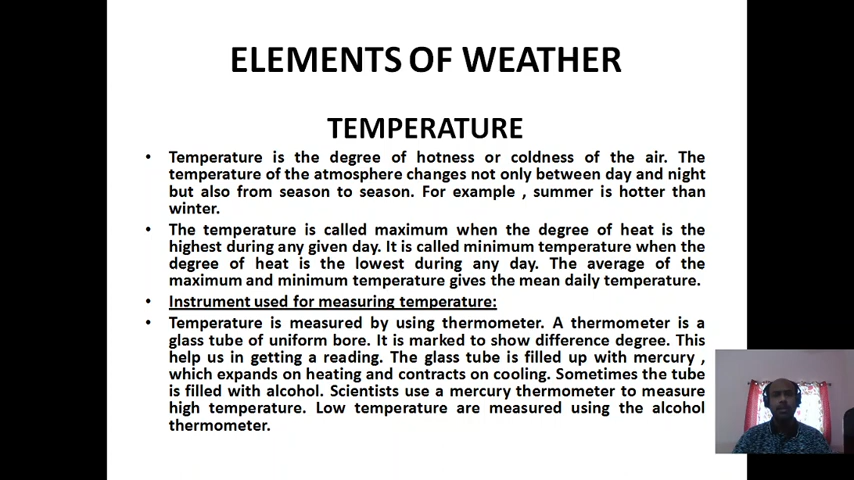 ELEMENTS OF WEATHER
TEMPERATURE
• Temperature is the degree of hotness or coldness of the air. The
temperature of the atmosphere changes not only between day and night
but also from season to season. For example , summer is hotter than
winter.
• The temperature is called maximum when the degree of heat is the
highest during any given day. It is called minimum temperature when the
degree of heat is the lowest during any day. The average of the
maximum and minimum temperature gives the mean daily temperature.
• Instrument used for measuring temperature:
• Temperature is measured by using thermometer. A thermometer is a
glass tube of uniform bore. It is marked to show difference degree. This
help us in getting a reading. The glass tube is filled up with mercury ,
which expands on heating and contracts on cooling. Sometimes the tube
is filled with alcohol. Scientists use a mercury thermometer to measure
high temperature. Low temperature are measured using the alcohol
thermometer.